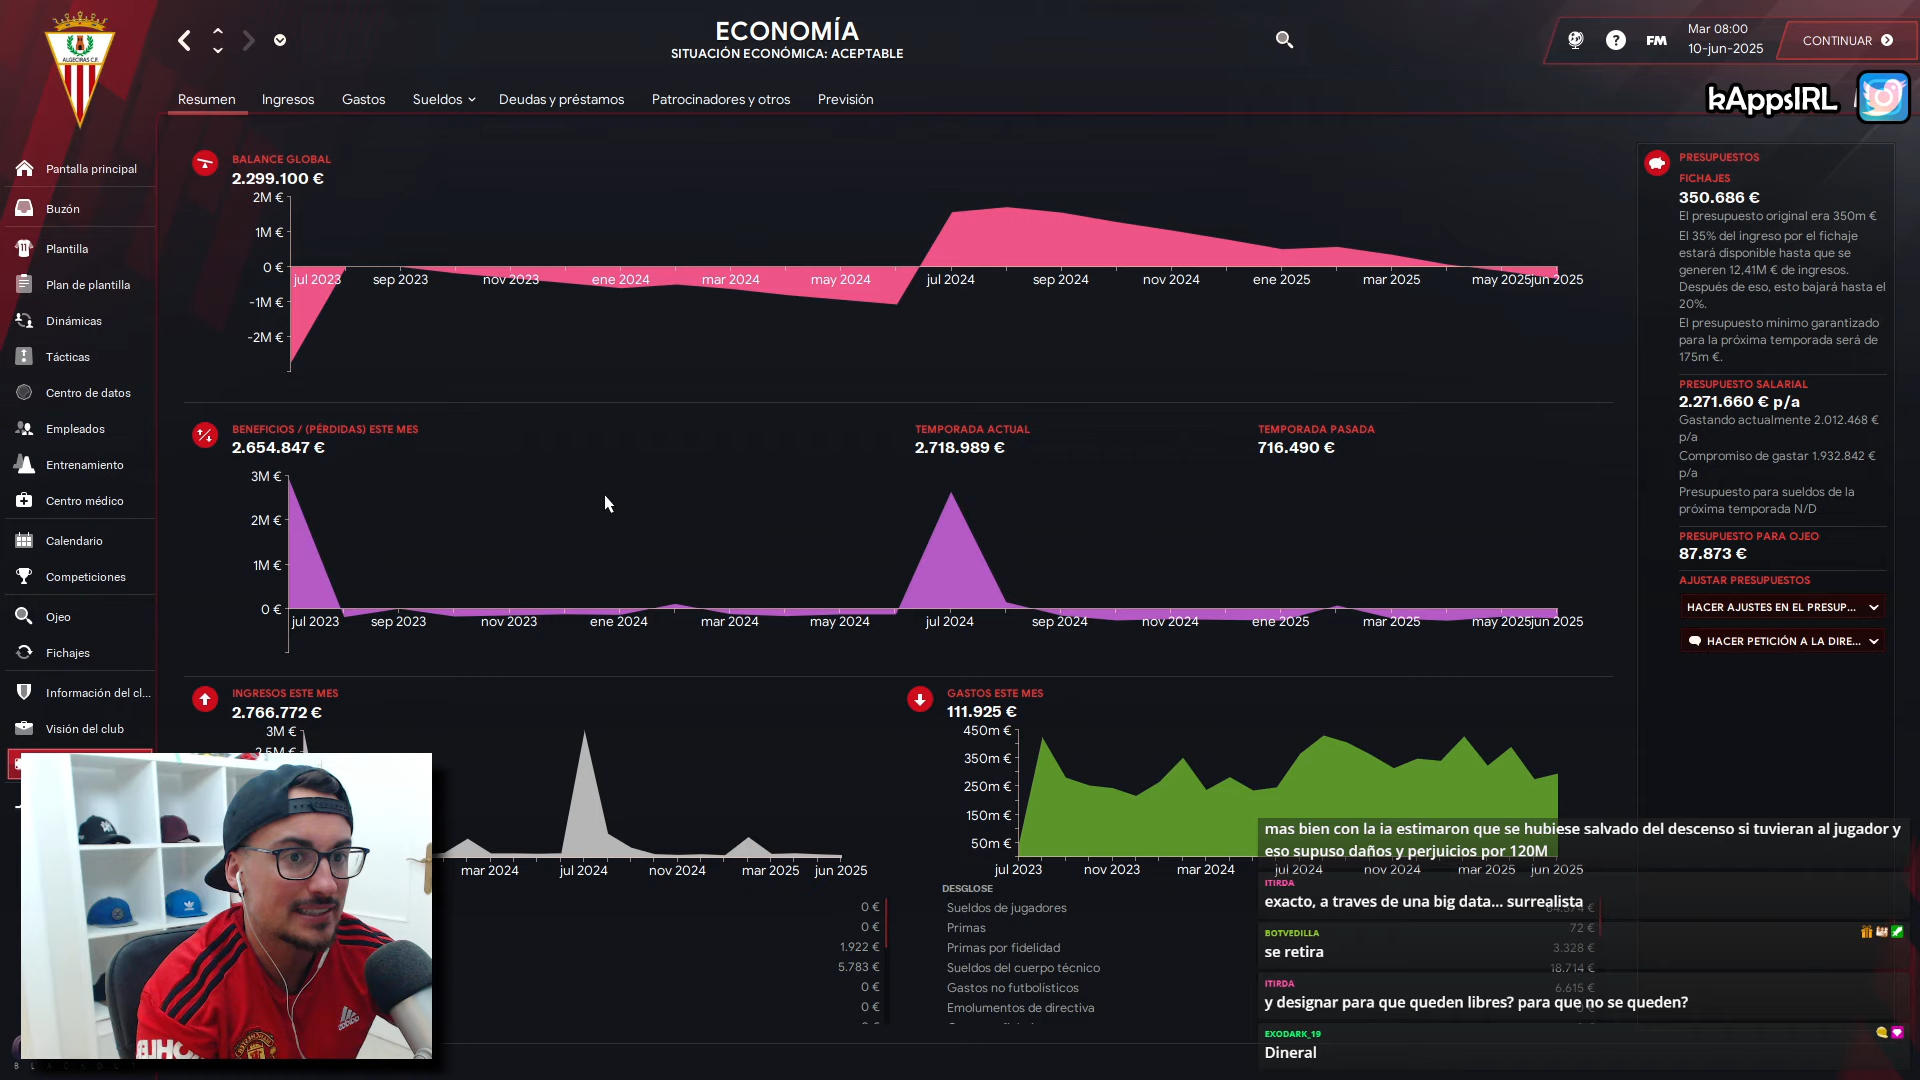 ALGECIRAS C.F.
ECONOMÍA
SITUACIÓN ECONÓMICA: ACEPTABLE
FM
Mar 08:00
10-jun-2025
CONTINUAR
kAppsIRL
Resumen
Ingresos
Gastos
Sueldos
Deudas y préstamos
Patrocinadores y otros
Previsión
Pantalla principal
Buzón
Plantilla
Plan de plantilla
Dinámicas
Tácticas
Centro de datos
Empleados
Entrenamiento
Centro médico
Calendario
Competiciones
Ojeo
Fichajes
Información del cl...
Visión del club
BALANCE GLOBAL
2.299.100 €
2M €
1M €
0 €
-1M €
-2M €
jul 2023
sep 2023
nov 2023
ene 2024
mar 2024
may 2024
jul 2024
sep 2024
nov 2024
ene 2025
mar 2025
may 2025
jun 2025
BENEFICIOS / (PÉRDIDAS) ESTE MES
2.654.847 €
TEMPORADA ACTUAL
2.718.989 €
TEMPORADA PASADA
716.490 €
3M €
2M €
1M €
0 €
jul 2023
sep 2023
nov 2023
ene 2024
mar 2024
may 2024
jul 2024
sep 2024
nov 2024
ene 2025
mar 2025
may 2025
jun 2025
INGRESOS ESTE MES
2.766.772 €
3M €
2.5M €
mar 2024
jul 2024
nov 2024
mar 2025
jun 2025
0 €
0 €
1.922 €
5.783 €
0 €
0 €
GASTOS ESTE MES
111.925 €
450m €
350m €
250m €
150m €
50m €
jul 2023
nov 2023
mar 2024
jul 2024
nov 2024
mar 2025
jun 2025
DESGLOSE
Sueldos de jugadores
Primas
72 €
Primas por fidelidad
3.328 €
Sueldos del cuerpo técnico
18.714 €
Gastos no futbolísticos
6.615 €
Emolumentos de directiva
PRESUPUESTOS
FICHAJES
350.686 €
El presupuesto original era 350m €
El 35% del ingreso por el fichaje
estará disponible hasta que se
generen 12,41M € de ingresos.
Después de eso, esto bajará hasta el
20%.
El presupuesto mínimo garantizado
para la próxima temporada será de
175m €.
PRESUPUESTO SALARIAL
2.271.660 € p/a
Gastando actualmente 2.012.468 €
p/a
Compromiso de gastar 1.932.842 €
p/a
Presupuesto para sueldos de la
próxima temporada N/D
PRESUPUESTO PARA OJEO
87.873 €
AJUSTAR PRESUPUESTOS
HACER AJUSTES EN EL PRESUP...
HACER PETICIÓN A LA DIRE...
mas bien con la ia estimaron que se hubiese salvado del descenso si tuvieran al jugador y
eso supuso daños y perjuicios por 120M
ITIRDA
exacto, a traves de una big data... surrealista
BOTVEDILLA
se retira
ITIRDA
y designar para que queden libres? para que no se queden?
EXODARK_19
Dineral